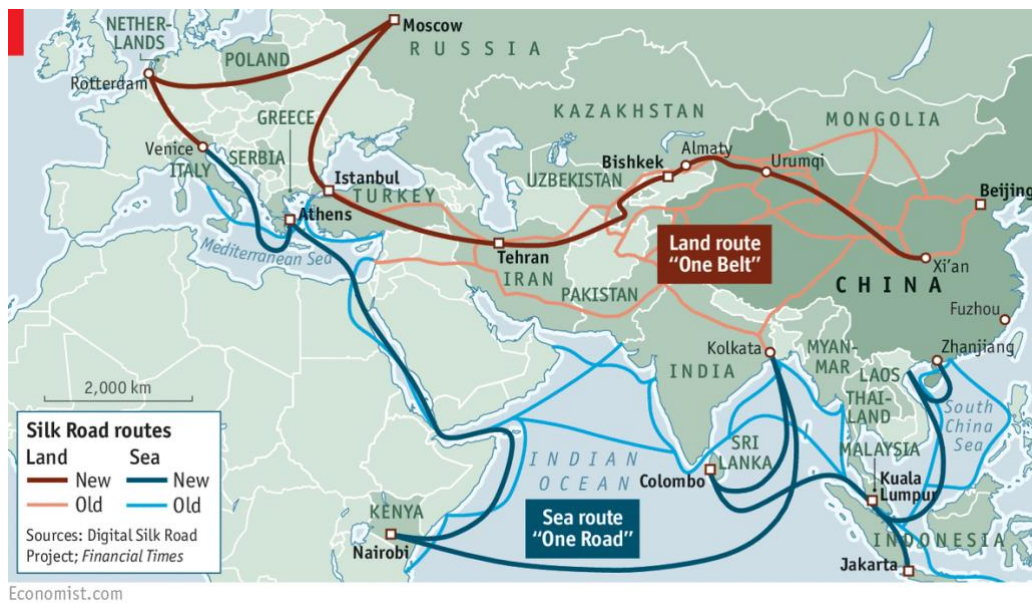 NETHER-
LANDS
Moscow
RUSSIA
POLAND
Rotterdam
KAZAKHSTAN
GREECE
MONGOLIA
Venice
ITALY
SERBIA
Almaty
Bishkek
Urumqi
Istanbul
UZBEKISTAN
TURKEY
Beijing
Athens
Mediterranean Sea
Tehran
Land route
"One Belt"
Xi'an
IRAN
CHINA
PAKISTAN
Fuzhou
Kolkata
MYAN-
MAR
Zhanjiang
INDIA
LAOS
2,000 km
THAI-
LAND
South
China
Sea
Silk Road routes
Land
Sea
New
New
Old
Old
Sources: Digital Silk Road
Project; Financial Times
SRI
LANKA
MALAYSIA
INDIAN
OCEAN
Colombo
Kuala
Lumpur
KENYA
Sea route
"One Road"
INDONESIA
Nairobi
Jakarta
Economist.com